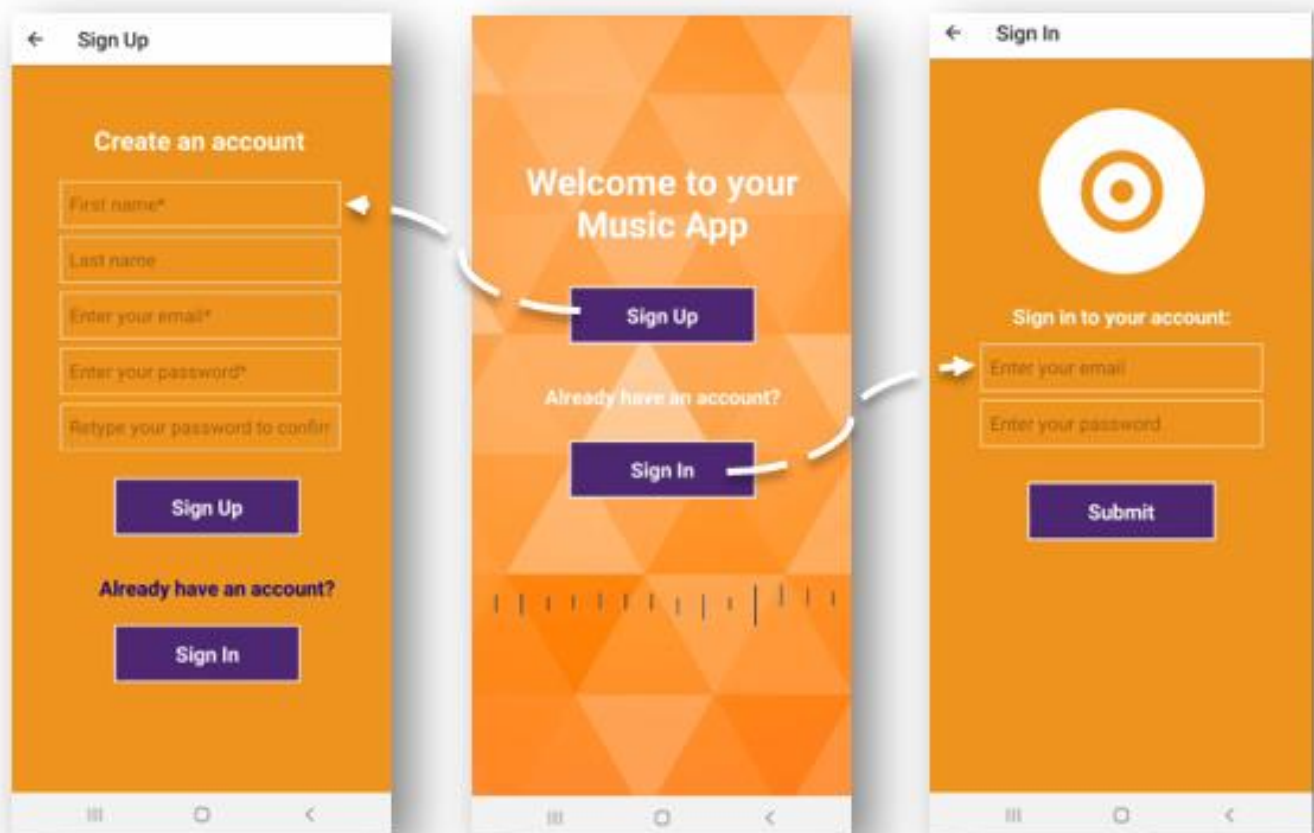 Sign Up
Create an account
First name*
Last name
Enter your email*
Enter your password*
Retype your password to confirm
Sign Up
Already have an account?
Sign In
Welcome to your
Music App
Sign Up
Already have an account?
Sign In
Sign In
Sign in to your account:
Enter your email
Enter your password
Submit